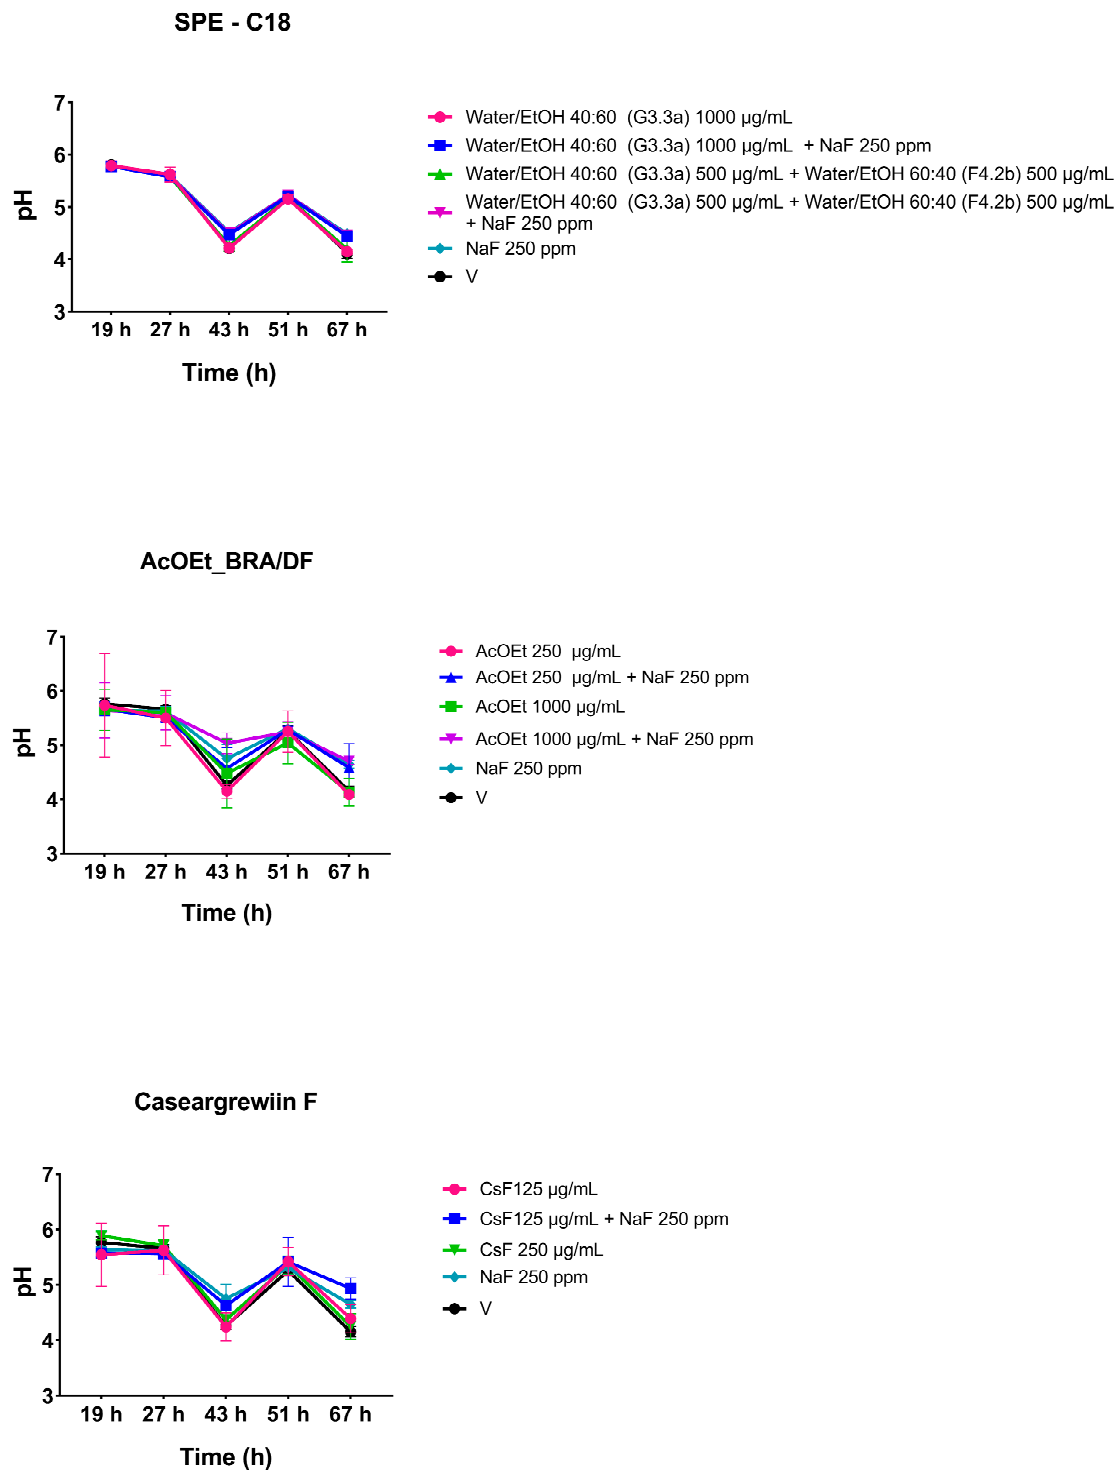 SPE - C18
7
6
5
4
3
pH
19 h 27 h 43 h 51 h 67 h
Time (h)
Water/EtOH 40:60 (G3.3a) 1000 µg/mL
Water/EtOH 40:60 (G3.3a) 1000 µg/mL + NaF 250 ppm
Water/EtOH 40:60 (G3.3a) 500 µg/mL + Water/EtOH 60:40 (F4.2b) 500 µg/mL
Water/EtOH 40:60 (G3.3a) 500 µg/mL + Water/EtOH 60:40 (F4.2b) 500 µg/mL
+ NaF 250 ppm
NaF 250 ppm
V
AcOEt_BRA/DF
7
6
5
4
3
pH
19 h 27 h 43 h 51 h 67 h
Time (h)
AcOEt 250 µg/mL
AcOEt 250 µg/mL + NaF 250 ppm
AcOEt 1000 µg/mL
AcOEt 1000 µg/mL + NaF 250 ppm
NaF 250 ppm
V
Caseargrewiin F
7
6
5
4
3
pH
19 h 27 h 43 h 51 h 67 h
Time (h)
CsF125 µg/mL
CsF125 µg/mL + NaF 250 ppm
CsF 250 µg/mL
NaF 250 ppm
V